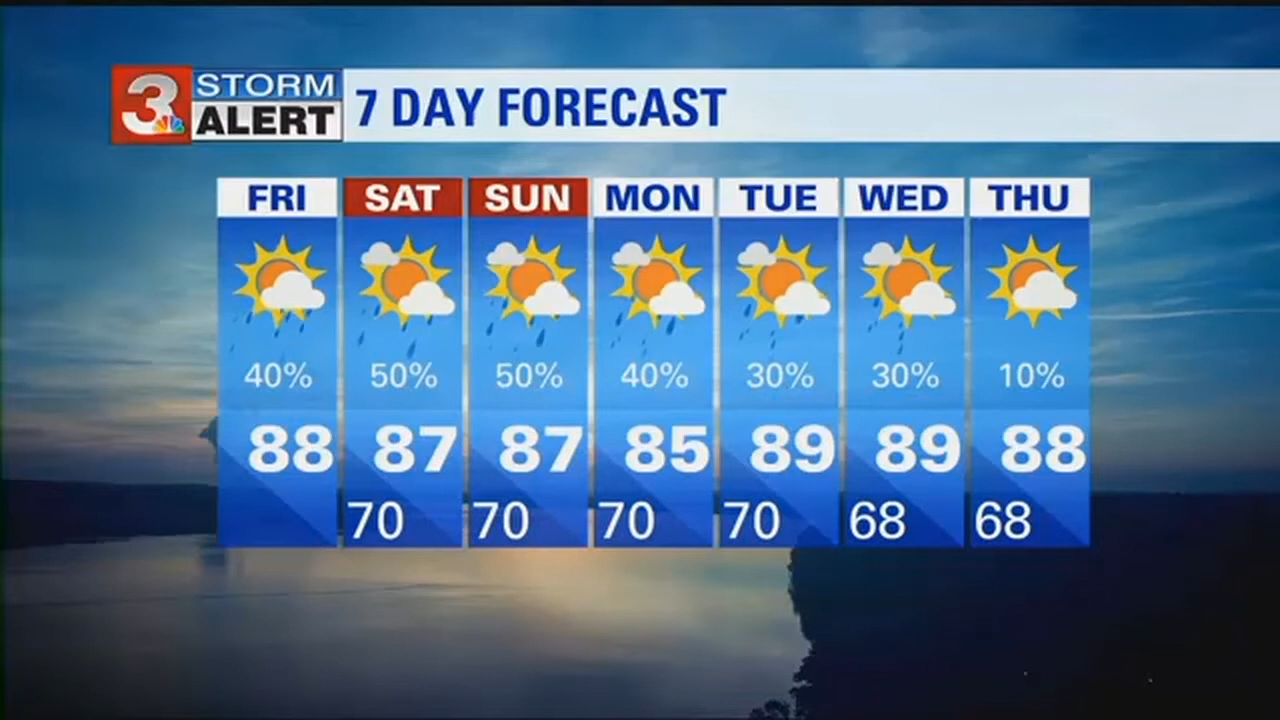 3 STORM
ALERT
7 DAY FORECAST
FRI SAT SUN MON TUE WED THU
40% 50% 50% 40% 30% 30% 10%
88 87 87 85 89 89 88
70 70 70 70 68 68